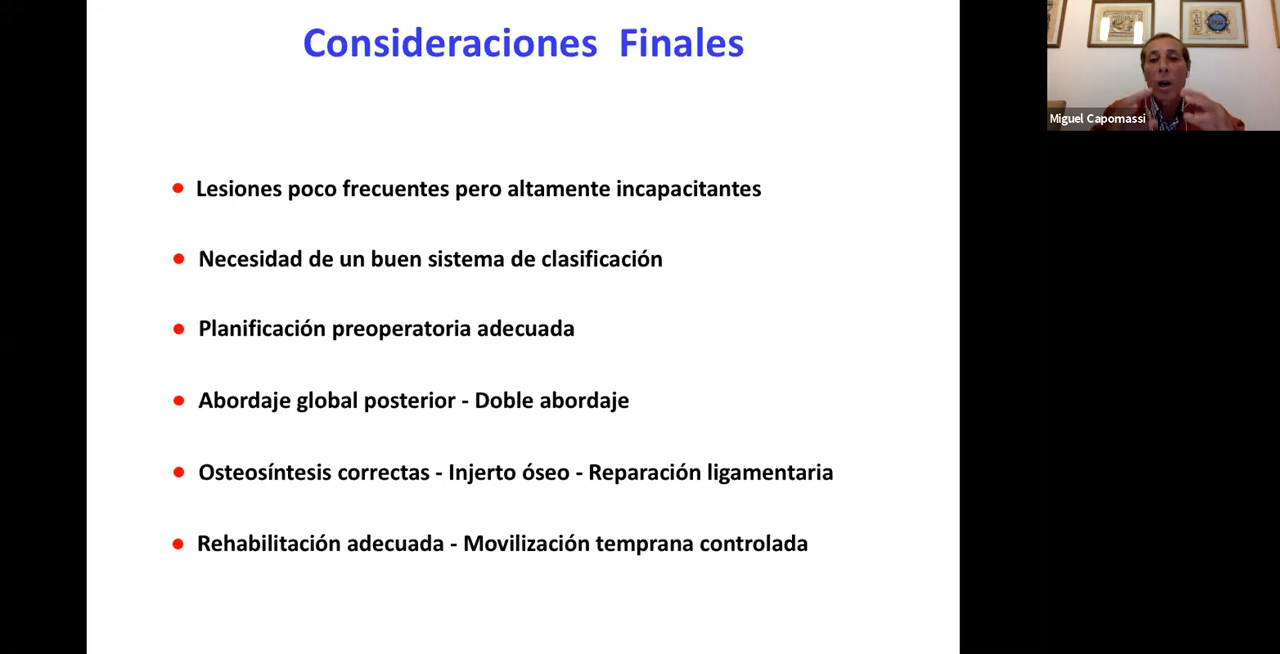 Consideraciones Finales
Miguel Capomassi
Lesiones poco frecuentes pero altamente incapacitantes
Necesidad de un buen sistema de clasificación
Planificación preoperatoria adecuada
Abordaje global posterior - Doble abordaje
Osteosíntesis correctas - Injerto óseo - Reparación ligamentaria
Rehabilitación adecuada - Movilización temprana controlada